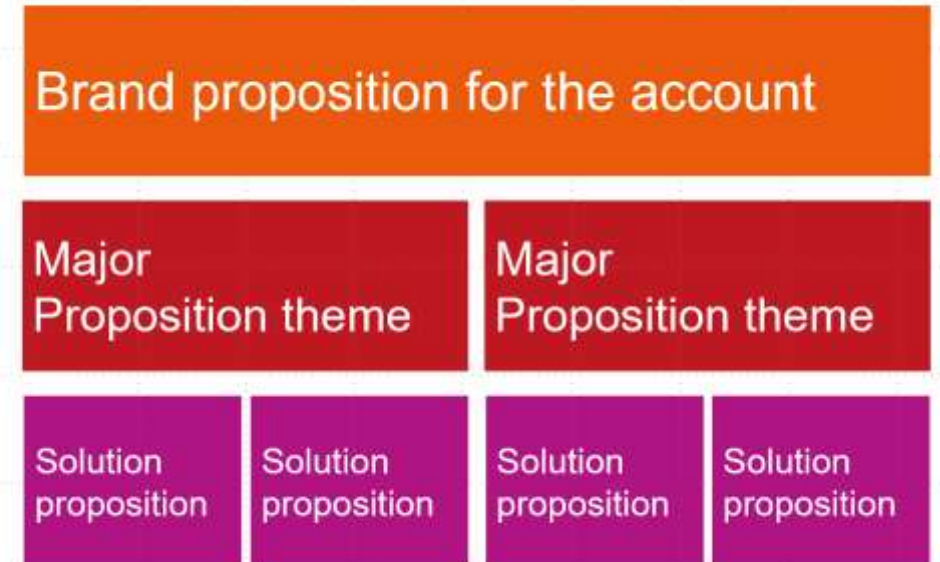 Brand proposition for the account
Major
Proposition theme
Major
Proposition theme
Solution
proposition
Solution
proposition
Solution
proposition
Solution
proposition